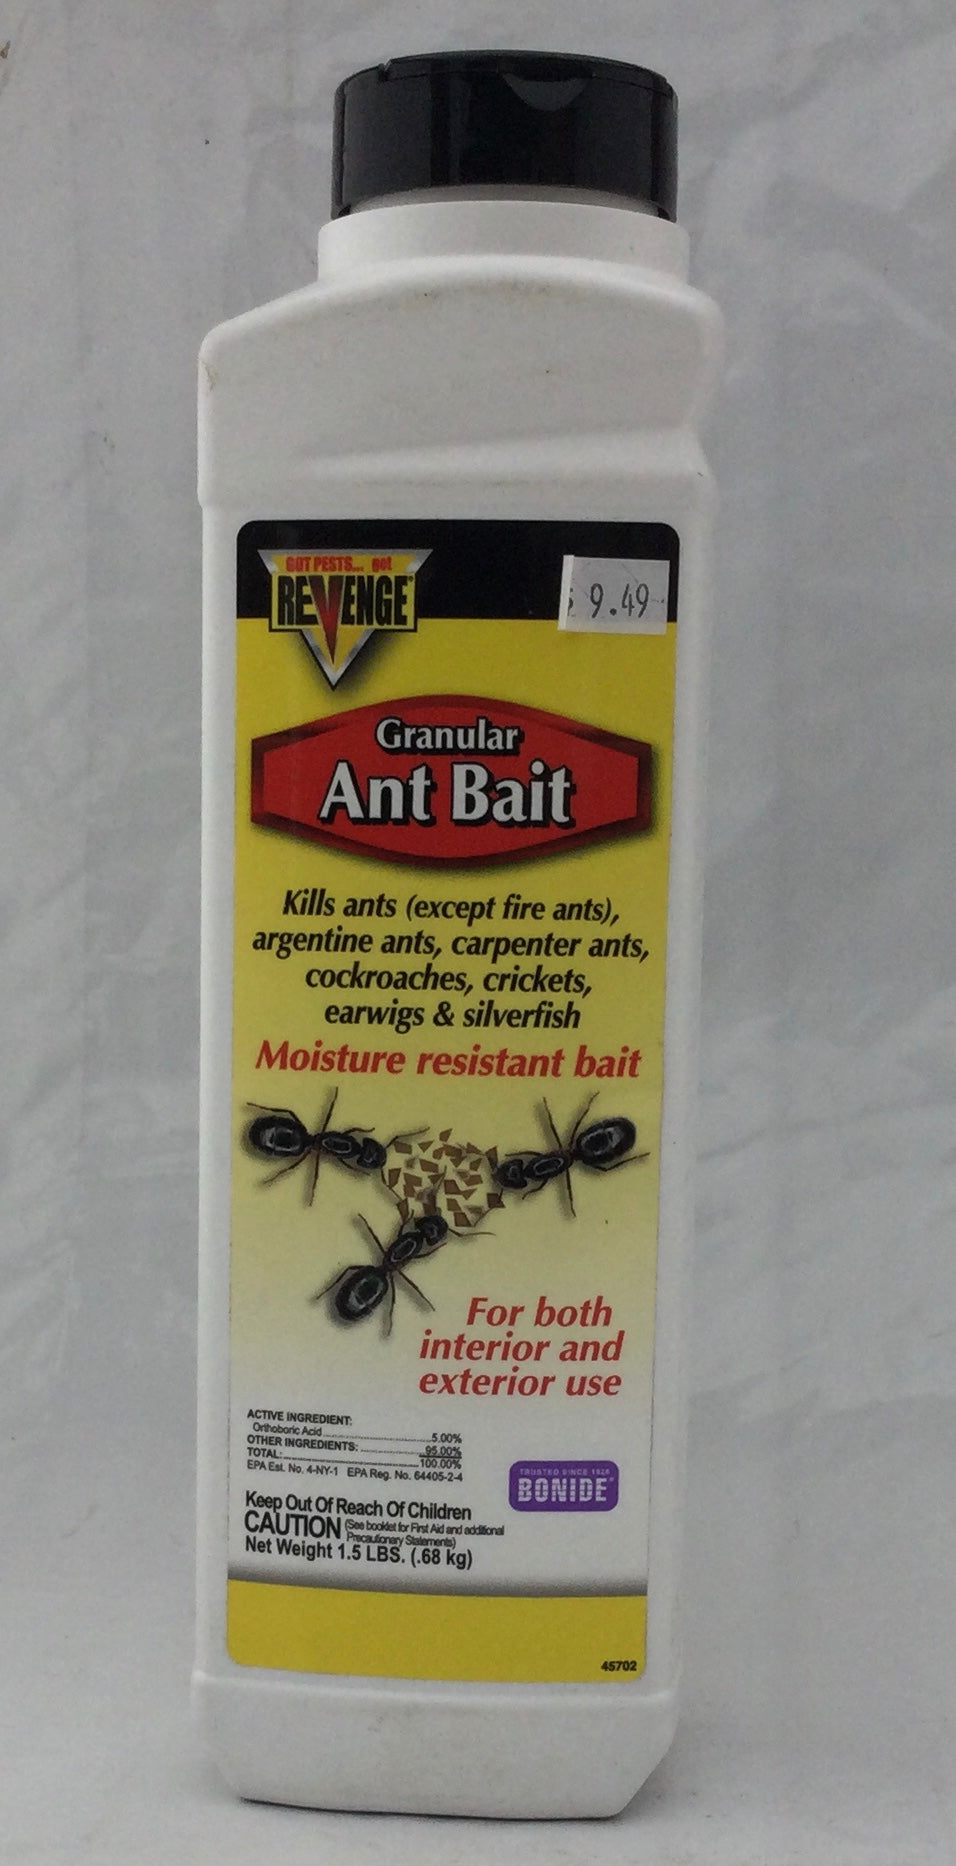 GOT PESTS... get
REVENGE®
$ 9.49
Granular
Ant Bait
Kills ants (except fire ants),
argentine ants, carpenter ants,
cockroaches, crickets,
earwigs & silverfish
Moisture resistant bait
For both
interior and
exterior use
ACTIVE INGREDIENT:
Orthoboric Acid.....................5.00%
OTHER INGREDIENTS: ..............95.00%
TOTAL:..............................100.00%
EPA Est. No. 4-NY-1 EPA Reg. No. 64405-2-4
TRUSTED SINCE 1926
BONIDE®
Keep Out Of Reach Of Children
CAUTION (See booklet for First Aid and additional
Precautionary Statements)
Net Weight 1.5 LBS. (.68 kg)
45702